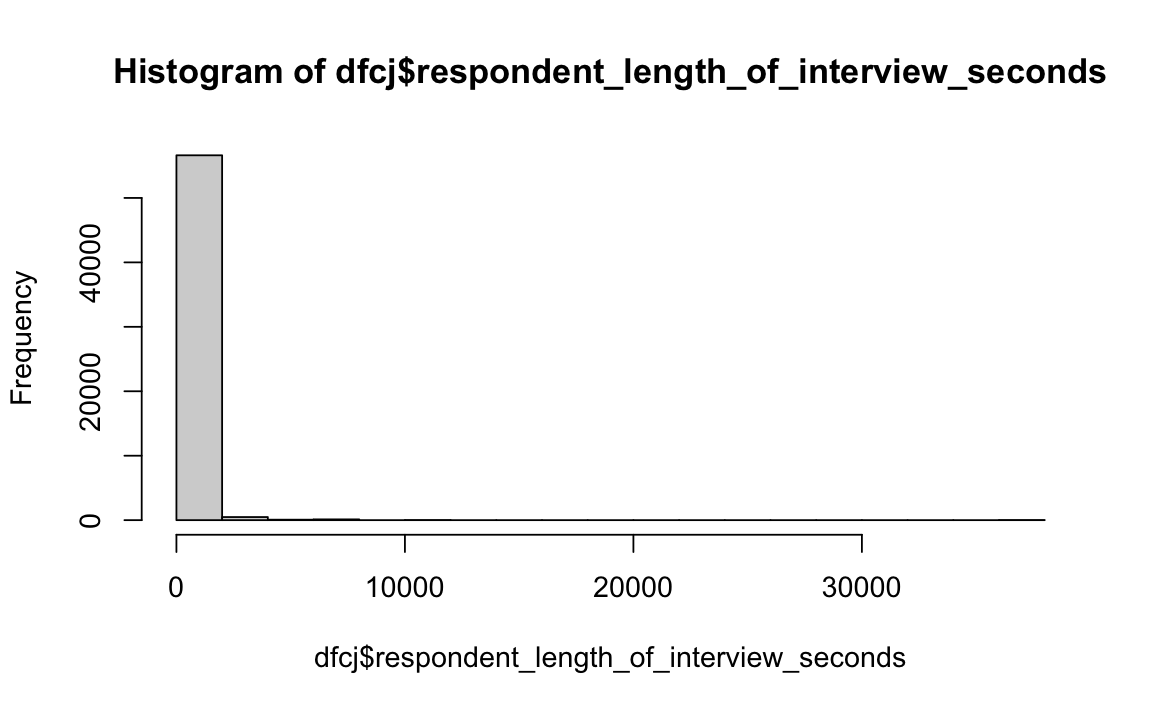 Histogram of dfcj$respondent_length_of_interview_seconds
Frequency
40000
20000
0
0 10000 20000 30000
dfcj$respondent_length_of_interview_seconds